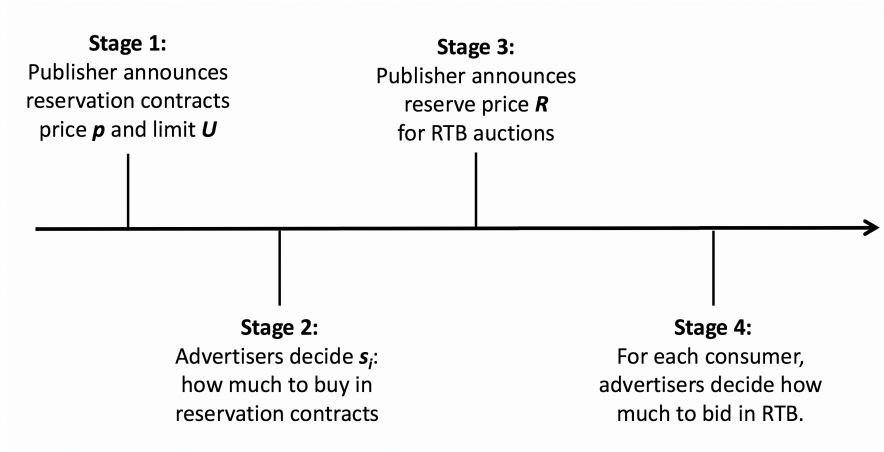 Stage 1:
Publisher announces
reservation contracts
price p and limit U
Stage 2:
Advertisers decide sᵢ:
how much to buy in
reservation contracts
Stage 3:
Publisher announces
reserve price R
for RTB auctions
Stage 4:
For each consumer,
advertisers decide how
much to bid in RTB.